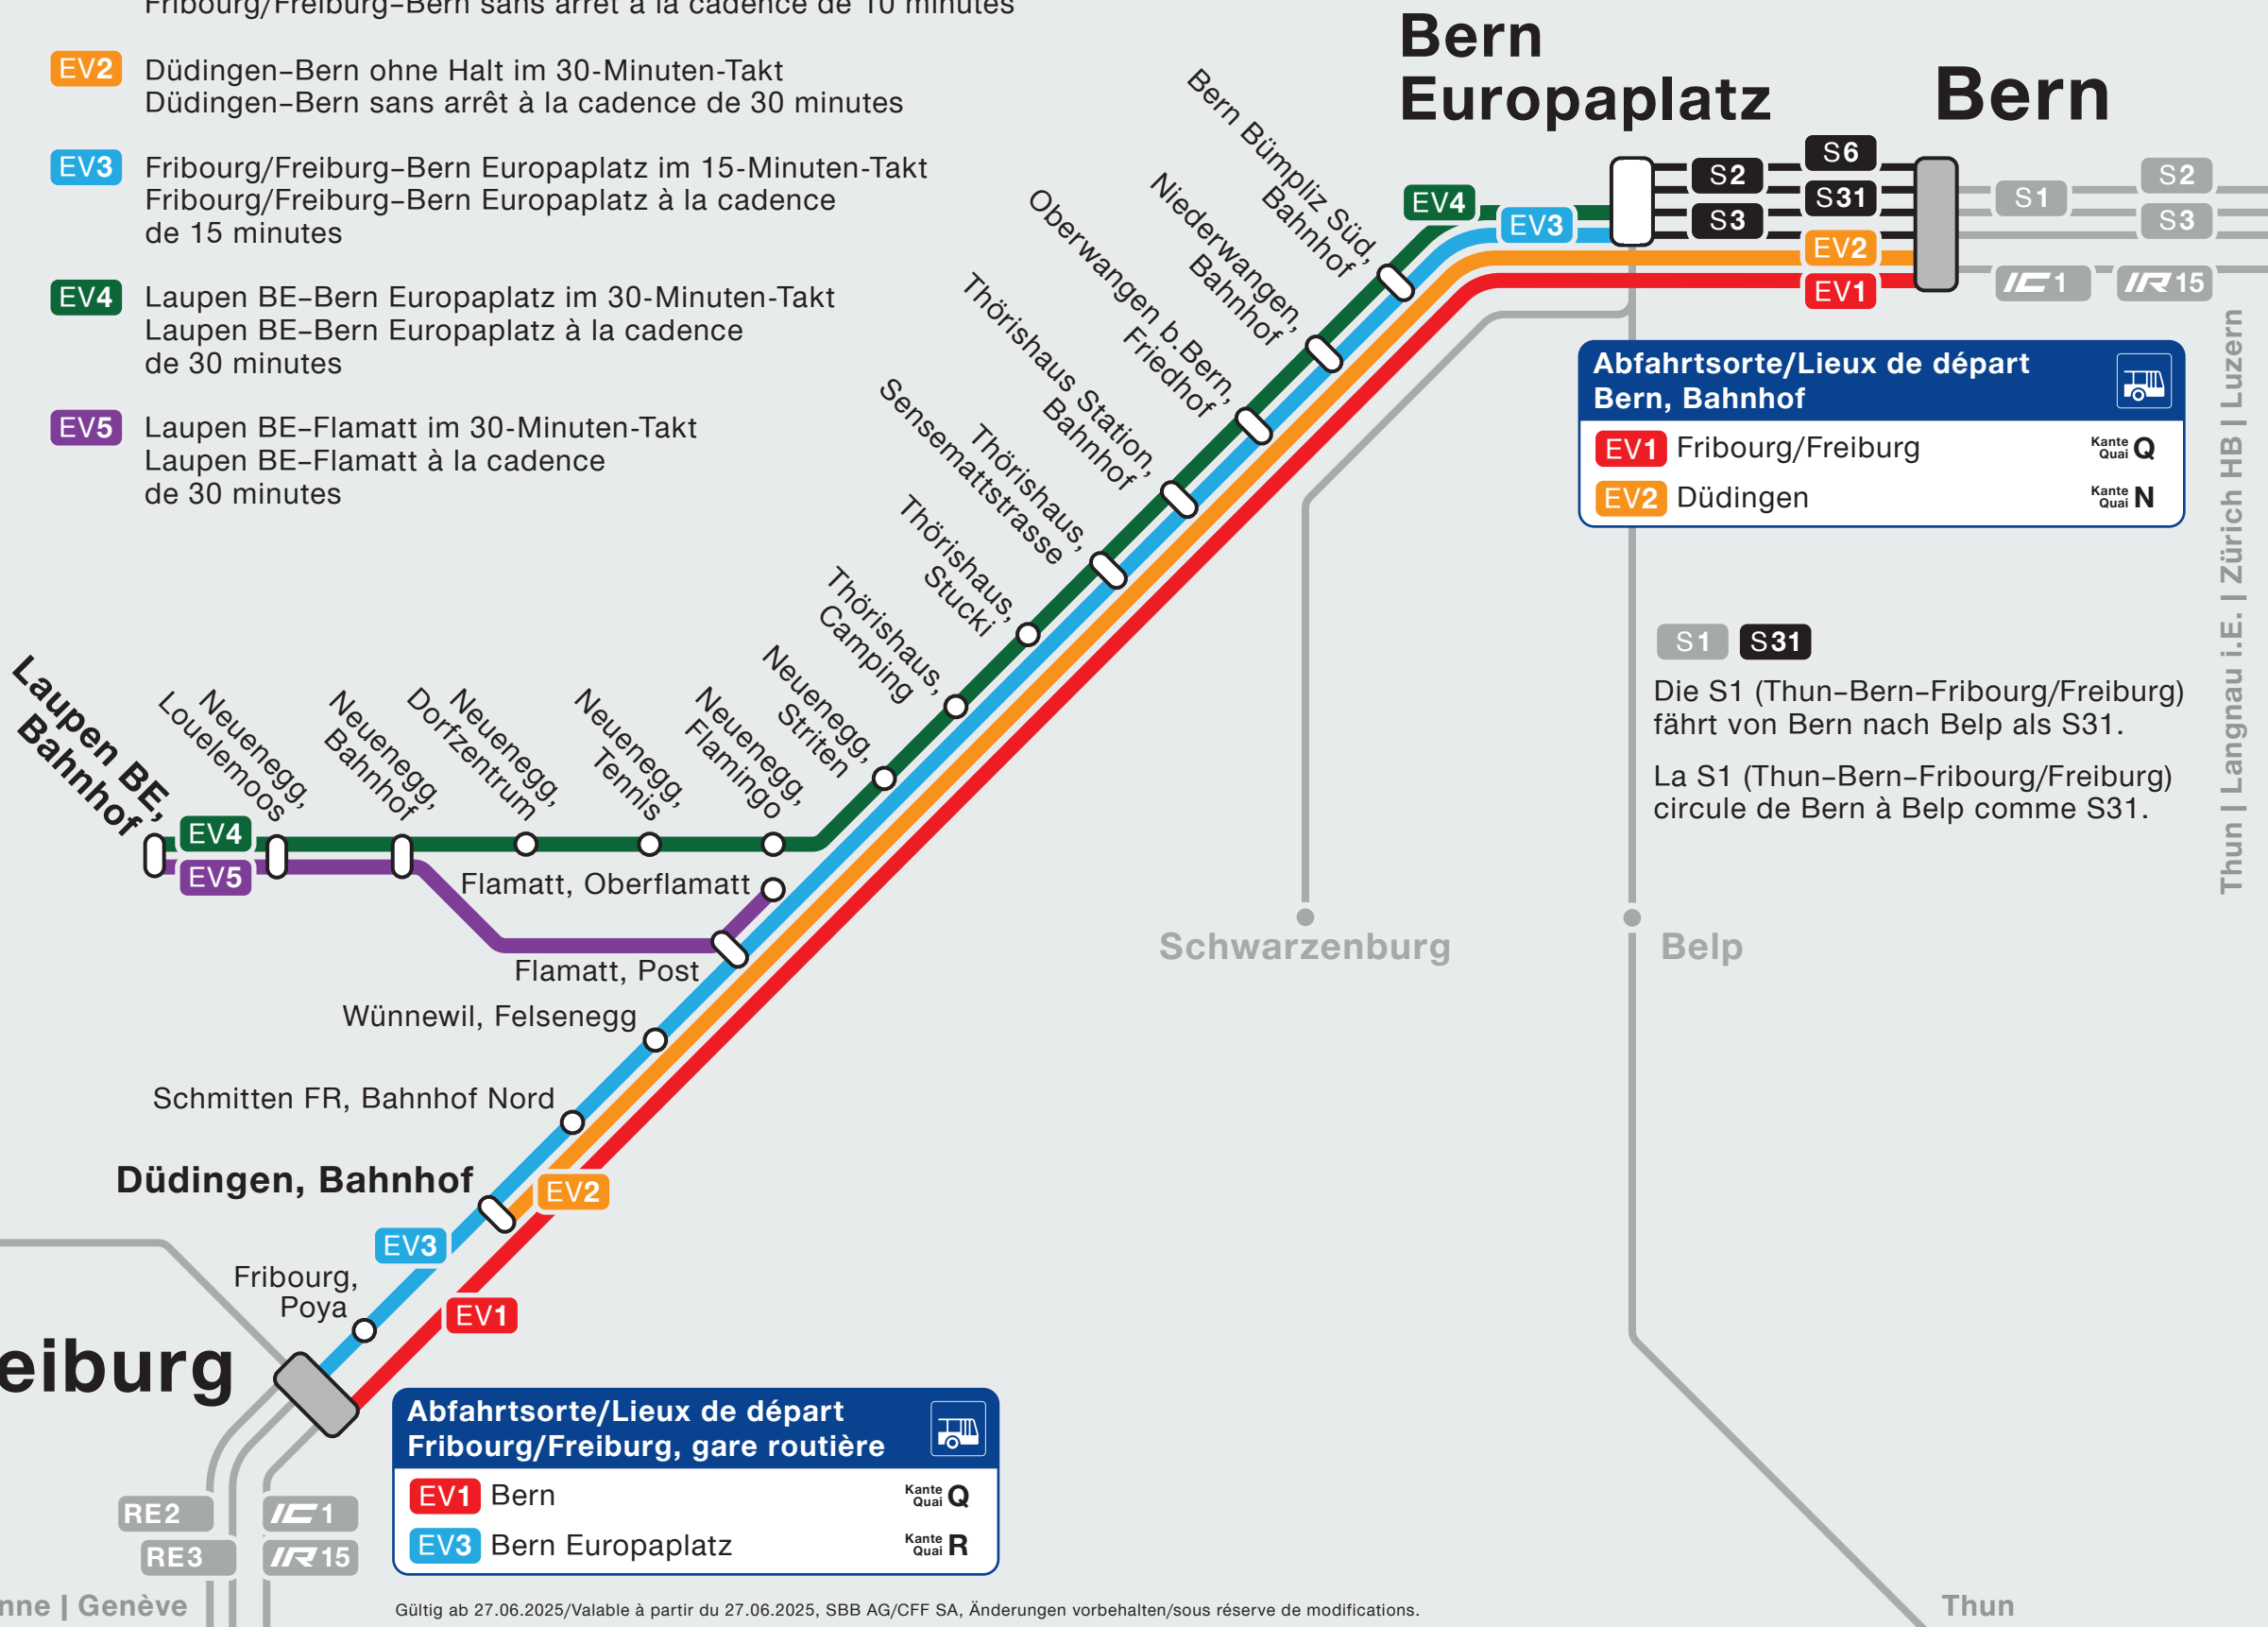 Fribourg/Freiburg–Bern sans arrêt à la cadence de 10 minutes
EV2 Düdingen–Bern ohne Halt im 30-Minuten-Takt
Düdingen–Bern sans arrêt à la cadence de 30 minutes
EV3 Fribourg/Freiburg–Bern Europaplatz im 15-Minuten-Takt
Fribourg/Freiburg–Bern Europaplatz à la cadence
de 15 minutes
EV4 Laupen BE–Bern Europaplatz im 30-Minuten-Takt
Laupen BE–Bern Europaplatz à la cadence
de 30 minutes
EV5 Laupen BE–Flamatt im 30-Minuten-Takt
Laupen BE–Flamatt à la cadence
de 30 minutes
Bern
Europaplatz
Bern
EV4
EV3
S2
S3
S6
S31
EV2
EV1
S1
S2
S3
IC1
IR15
Thun | Langnau i.E. | Zürich HB | Luzern
Abfahrtsorte/Lieux de départ
Bern, Bahnhof
EV1 Fribourg/Freiburg Kante Quai Q
EV2 Düdingen Kante Quai N
S1 S31
Die S1 (Thun–Bern–Fribourg/Freiburg)
fährt von Bern nach Belp als S31.
La S1 (Thun–Bern–Fribourg/Freiburg)
circule de Bern à Belp comme S31.
Bern Bümpliz Süd,
Bahnhof
Niederwangen,
Bahnhof
Oberwangen b.Bern,
Friedhof
Thörishaus Station,
Bahnhof
Thörishaus,
Sensemattstrasse
Thörishaus,
Stucki
Thörishaus,
Camping
Neuenegg,
Striten
Neuenegg,
Flamingo
Neuenegg,
Tennis
Neuenegg,
Dorfzentrum
Neuenegg,
Bahnhof
Neuenegg,
Louelemoos
Laupen BE,
Bahnhof
EV4
EV5
Flamatt, Oberflamatt
Flamatt, Post
Wünnewil, Felsenegg
Schmitten FR, Bahnhof Nord
Düdingen, Bahnhof
EV2
EV3
EV1
Fribourg,
Poya
eiburg
Schwarzenburg
Belp
Thun
Abfahrtsorte/Lieux de départ
Fribourg/Freiburg, gare routière
EV1 Bern Kante Quai Q
EV3 Bern Europaplatz Kante Quai R
RE2
RE3
IC1
IR15
nne | Genève
Gültig ab 27.06.2025/Valable à partir du 27.06.2025, SBB AG/CFF SA, Änderungen vorbehalten/sous réserve de modifications.